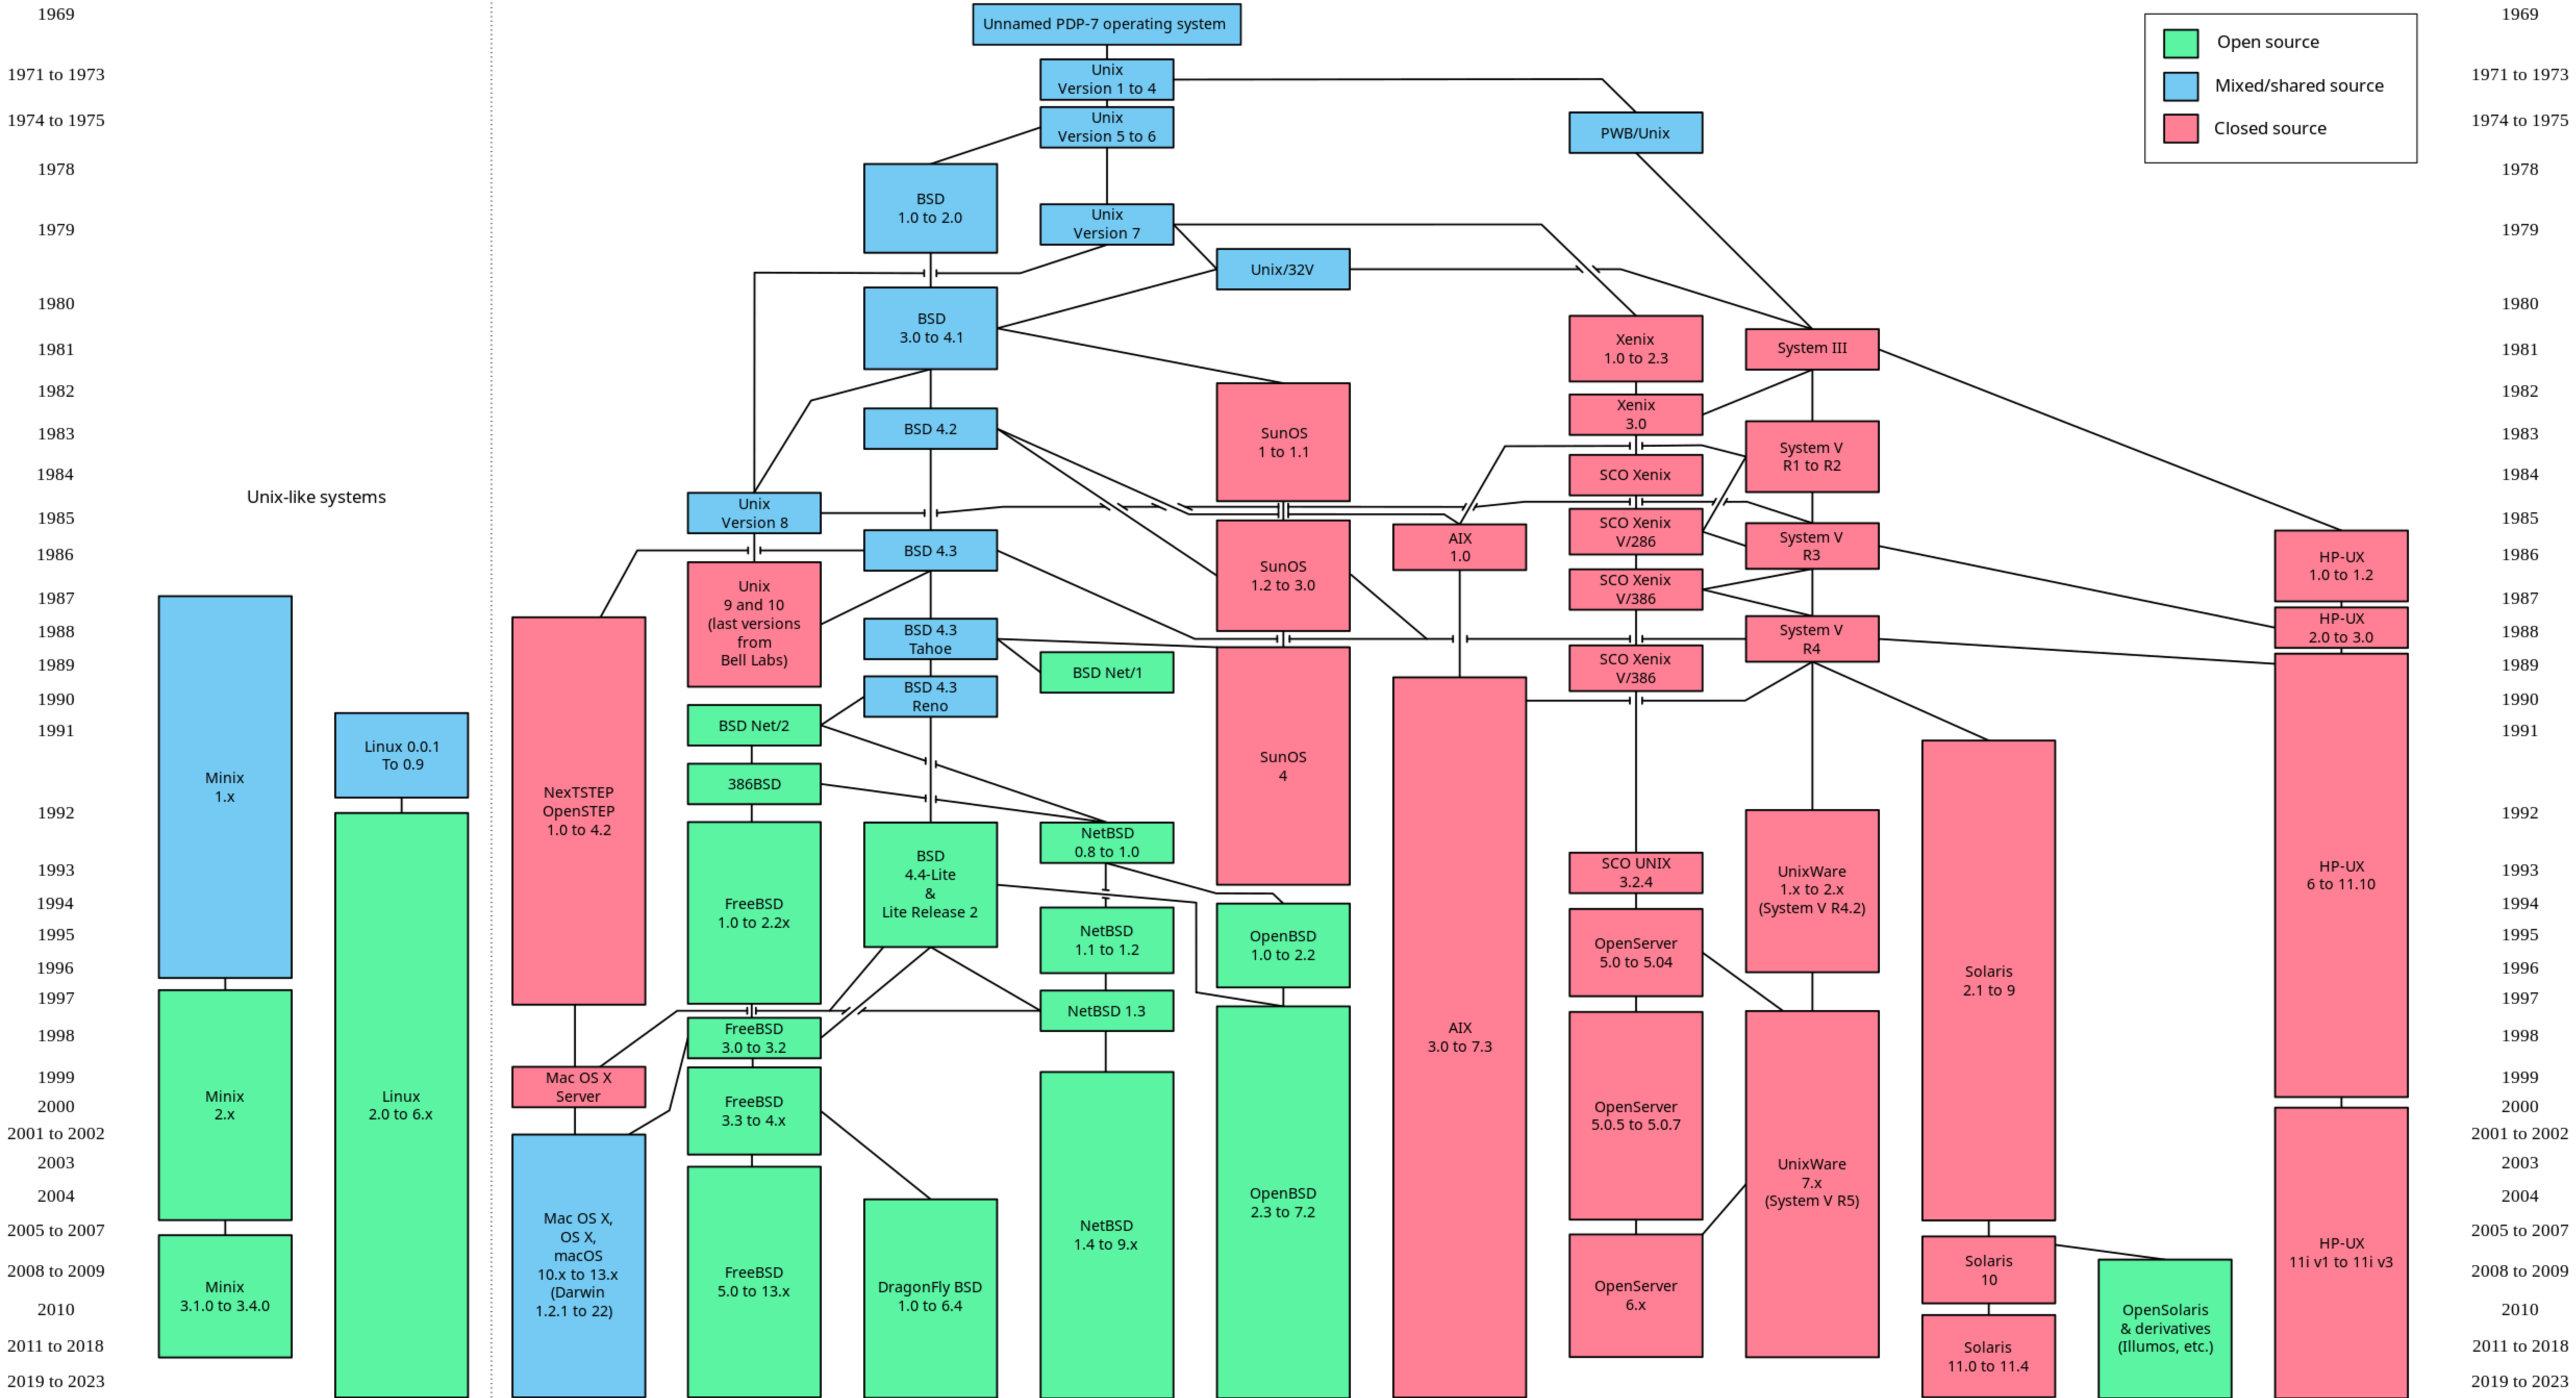 1969
1971 to 1973
1974 to 1975
1978
1979
1980
1981
1982
1983
1984
1985
1986
1987
1988
1989
1990
1991
1992
1993
1994
1995
1996
1997
1998
1999
2000
2001 to 2002
2003
2004
2005 to 2007
2008 to 2009
2010
2011 to 2018
2019 to 2023
Unix-like systems
Minix
1.x
Minix
2.x
Minix
3.1.0 to 3.4.0
Linux 0.0.1
To 0.9
Linux
2.0 to 6.x
Unnamed PDP-7 operating system
Unix
Version 1 to 4
Unix
Version 5 to 6
PWB/Unix
BSD
1.0 to 2.0
Unix
Version 7
Unix/32V
BSD
3.0 to 4.1
Xenix
1.0 to 2.3
System III
Xenix
3.0
BSD 4.2
SunOS
1 to 1.1
System V
R1 to R2
SCO Xenix
Unix
Version 8
SCO Xenix
V/286
BSD 4.3
AIX
1.0
System V
R3
SunOS
1.2 to 3.0
HP-UX
1.0 to 1.2
Unix
9 and 10
(last versions
from
Bell Labs)
SCO Xenix
V/386
HP-UX
2.0 to 3.0
BSD 4.3
Tahoe
System V
R4
BSD Net/1
SCO Xenix
V/386
BSD 4.3
Reno
BSD Net/2
NexTSTEP
OpenSTEP
1.0 to 4.2
386BSD
SunOS
4
NetBSD
0.8 to 1.0
BSD
4.4-Lite
&
Lite Release 2
FreeBSD
1.0 to 2.2x
SCO UNIX
3.2.4
UnixWare
1.x to 2.x
(System V R4.2)
HP-UX
6 to 11.10
NetBSD
1.1 to 1.2
OpenBSD
1.0 to 2.2
OpenServer
5.0 to 5.04
Solaris
2.1 to 9
NetBSD 1.3
FreeBSD
3.0 to 3.2
AIX
3.0 to 7.3
Mac OS X
Server
FreeBSD
3.3 to 4.x
OpenServer
5.0.5 to 5.0.7
UnixWare
7.x
(System V R5)
OpenBSD
2.3 to 7.2
NetBSD
1.4 to 9.x
Mac OS X,
OS X,
macOS
10.x to 13.x
(Darwin
1.2.1 to 22)
FreeBSD
5.0 to 13.x
DragonFly BSD
1.0 to 6.4
OpenServer
6.x
Solaris
10
HP-UX
11i v1 to 11i v3
OpenSolaris
& derivatives
(Illumos, etc.)
Solaris
11.0 to 11.4
Open source
Mixed/shared source
Closed source
1969
1971 to 1973
1974 to 1975
1978
1979
1980
1981
1982
1983
1984
1985
1986
1987
1988
1989
1990
1991
1992
1993
1994
1995
1996
1997
1998
1999
2000
2001 to 2002
2003
2004
2005 to 2007
2008 to 2009
2010
2011 to 2018
2019 to 2023